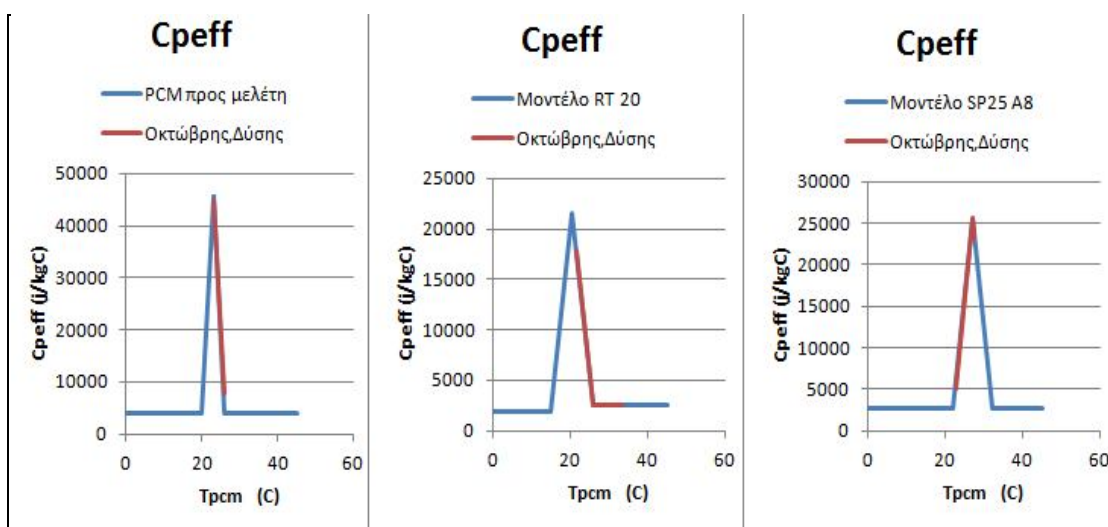 Cpeff
PCM προς μελέτη
Οκτώβρης,Δύσης
50000
40000
30000
20000
10000
0
Cpeff (j/kgC)
0 20 40 60
Tpcm (C)
Cpeff
Μοντέλο RT 20
Οκτώβρης,Δύσης
25000
20000
15000
10000
5000
0
Cpeff (j/kgC)
0 20 40 60
Tpcm (C)
Cpeff
Μοντέλο SP25 A8
Οκτώβρης,Δύσης
30000
25000
20000
15000
10000
5000
0
Cpeff (j/kgC)
0 20 40 60
Tpcm (C)